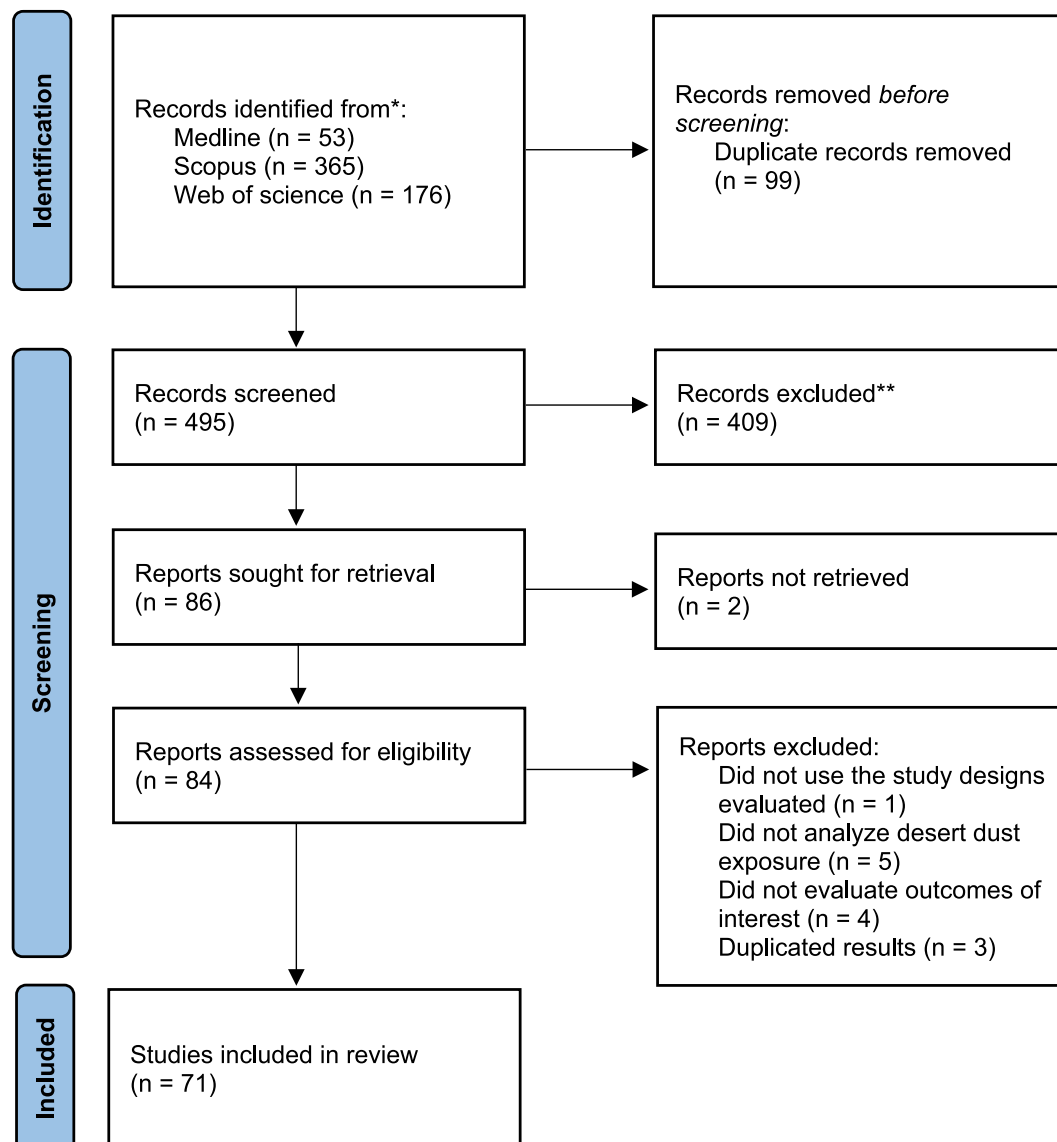 Identification
Records identified from*:
Medline (n = 53)
Scopus (n = 365)
Web of science (n = 176)
Records removed before
screening:
Duplicate records removed
(n = 99)
Screening
Records screened
(n = 495)
Records excluded**
(n = 409)
Reports sought for retrieval
(n = 86)
Reports not retrieved
(n = 2)
Reports assessed for eligibility
(n = 84)
Reports excluded:
Did not use the study designs
evaluated (n = 1)
Did not analyze desert dust
exposure (n = 5)
Did not evaluate outcomes of
interest (n = 4)
Duplicated results (n = 3)
Included
Studies included in review
(n = 71)